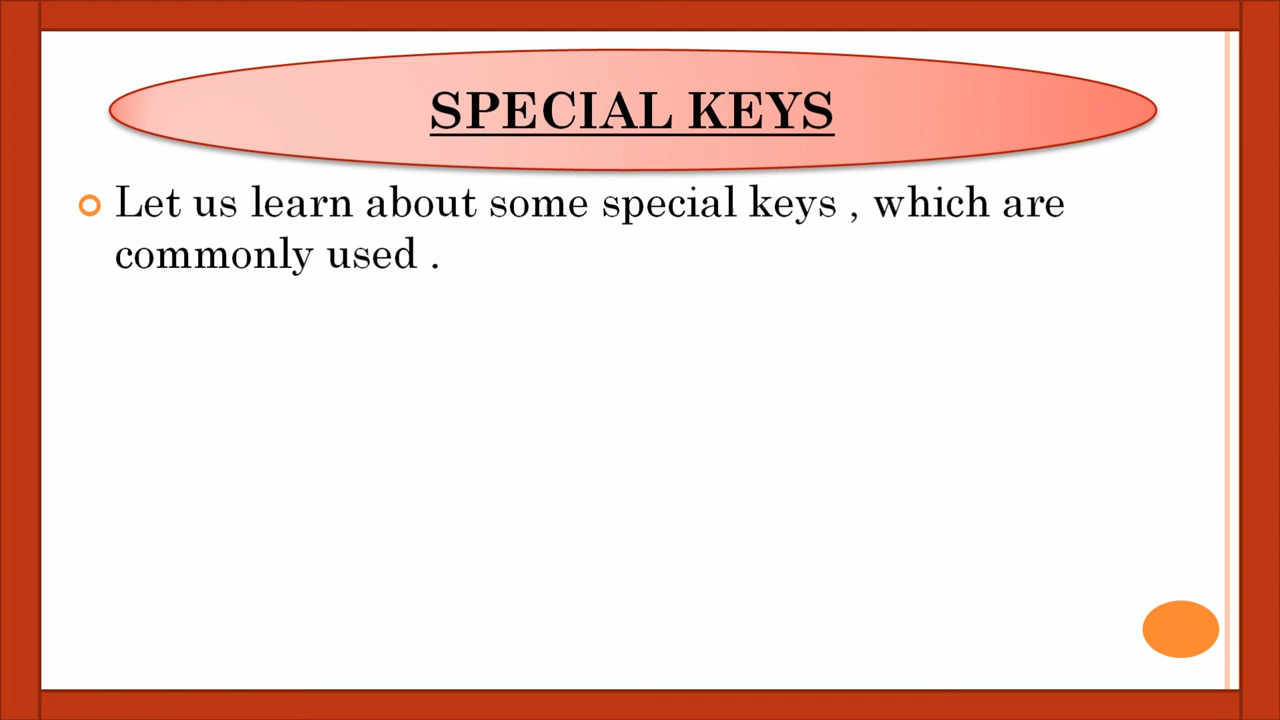 SPECIAL KEYS
Let us learn about some special keys , which are
commonly used .